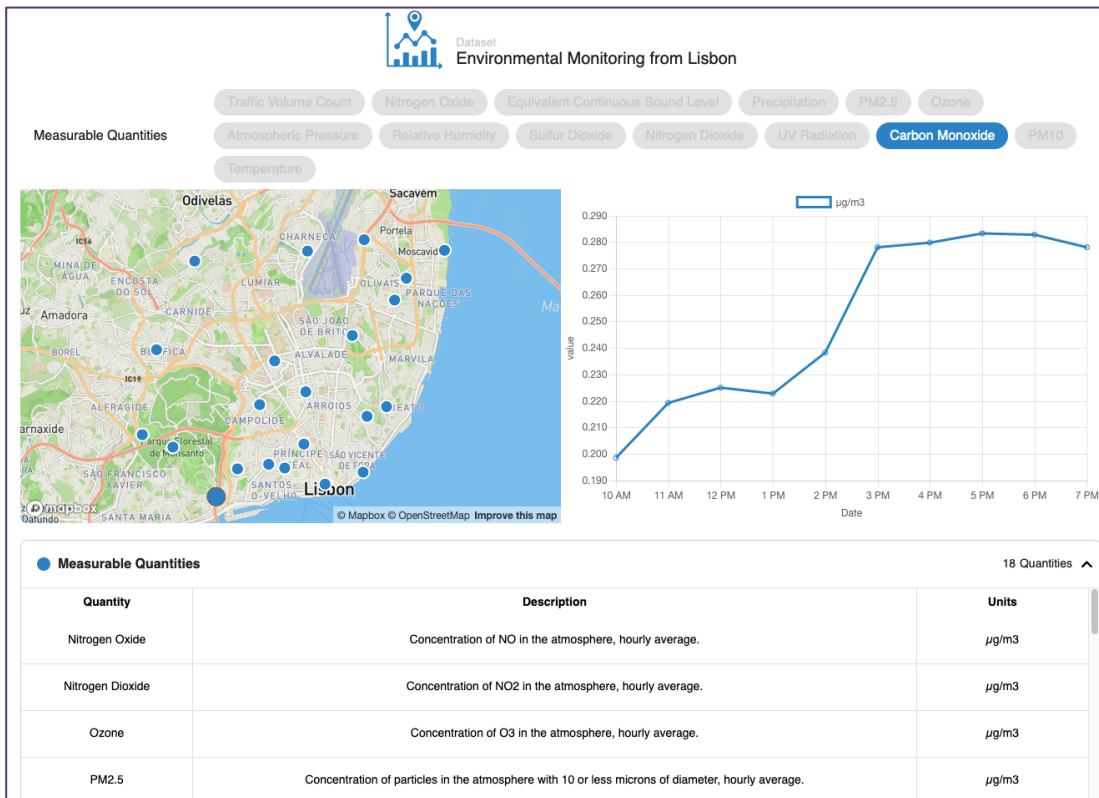 Dataset
Environmental Monitoring from Lisbon
Measurable Quantities
Traffic Volume Count Nitrogen Oxide Equivalent Continuous Sound Level Precipitation PM2.5 Ozone
Atmospheric Pressure Relative Humidity Sulfur Dioxide Nitrogen Dioxide UV Radiation Carbon Monoxide PM10
Temperature
Odivelas
Sacavém
IC16
CHARNECA
Portela
Moscavid
MINA DE
ÁGUA
ENCOSTA
DO SOL
LUMIAR
OLIVAIS
PARQUE DAS
NAÇÕES
Ma
Amadora
CARNIDE
SÃO JOÃO
DE BRITO
BOREL
ALVALADE
MARVILA
IC19
ALFRAGIDE
ARROIOS
BEATO
CAMPOLIDE
arnaxide
Parque Florestal
de Monsanto
PRÍNCIPE
REAL
SÃO VICENTE
DE FORA
SÃO FRANCISCO
XAVIER
SANTOS
O-VELHO
Lisbon
mapbox
Dafundo
SANTA MARIA
© Mapbox © OpenStreetMap Improve this map
µg/m3
0.290
0.280
0.270
0.260
0.250
0.240
0.230
0.220
0.210
0.200
0.190
value
10 AM 11 AM 12 PM 1 PM 2 PM 3 PM 4 PM 5 PM 6 PM 7 PM
Date
Measurable Quantities 18 Quantities
Quantity Description Units
Nitrogen Oxide Concentration of NO in the atmosphere, hourly average. µg/m3
Nitrogen Dioxide Concentration of NO2 in the atmosphere, hourly average. µg/m3
Ozone Concentration of O3 in the atmosphere, hourly average. µg/m3
PM2.5 Concentration of particles in the atmosphere with 10 or less microns of diameter, hourly average. µg/m3